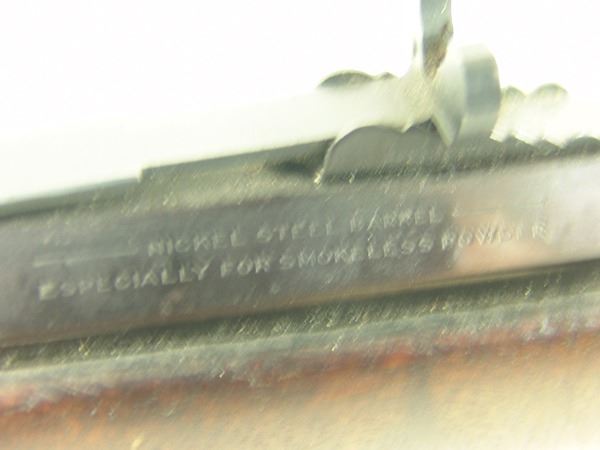 NICKEL STEEL BARREL
ESPECIALLY FOR SMOKELESS POWDER